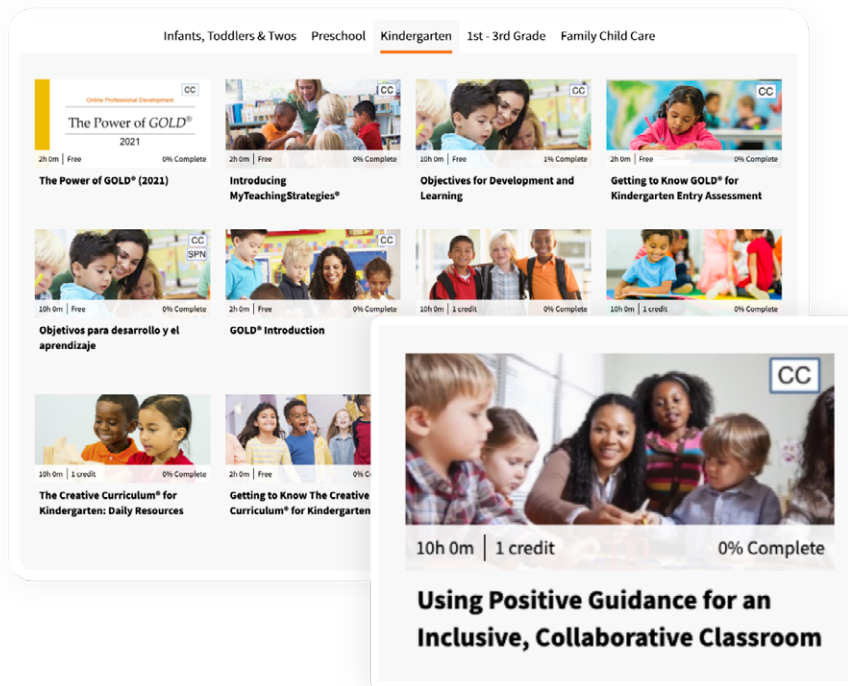 Infants, Toddlers & Twos Preschool Kindergarten 1st - 3rd Grade Family Child Care
CC
Online Professional Development
The Power of GOLD®
2021
2h 0m | Free 0% Complete
The Power of GOLD® (2021)
CC
2h 0m | Free 0% Complete
Introducing
MyTeachingStrategies®
CC
10h 0m | Free 1% Complete
Objectives for Development and
Learning
CC
2h 0m | Free 0% Complete
Getting to Know GOLD® for
Kindergarten Entry Assessment
CC
SPN
10h 0m | Free 0% Complete
Objetivos para desarrollo y el
aprendizaje
CC
2h 0m | Free 0% Complete
GOLD® Introduction
10h 0m | 1 credit 0% Complete
10h 0m | 1 credit 0% Complete
10h 0m | 1 credit 0% Complete
The Creative Curriculum® for
Kindergarten: Daily Resources
2h 0m | Free 0% C
Getting to Know The Creative
Curriculum® for Kindergarten
CC
10h 0m | 1 credit 0% Complete
Using Positive Guidance for an
Inclusive, Collaborative Classroom